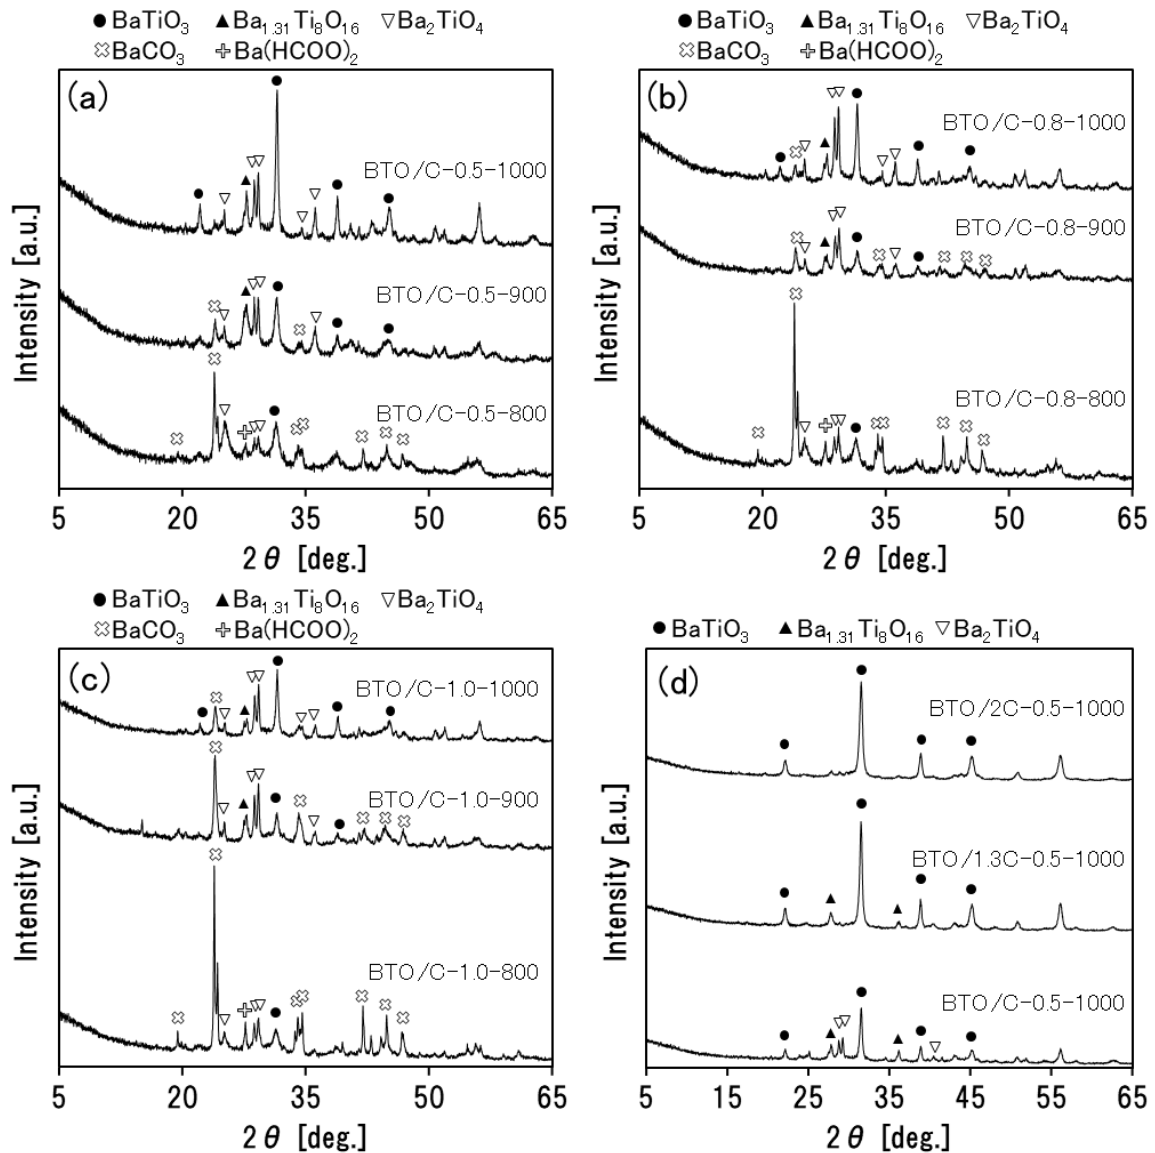 ● BaTiO₃ ▲ Ba₁.₃₁Ti₈O₁₆ ▽ Ba₂TiO₄
BaCO₃ Ba(HCOO)₂
(a)
BTO/C-0.5-1000
BTO/C-0.5-900
BTO/C-0.5-800
Intensity [a.u.]
5 20 35 50 65
2θ [deg.]
● BaTiO₃ ▲ Ba₁.₃₁Ti₈O₁₆ ▽ Ba₂TiO₄
BaCO₃ Ba(HCOO)₂
(b)
BTO/C-0.8-1000
BTO/C-0.8-900
BTO/C-0.8-800
Intensity [a.u.]
5 20 35 50 65
2θ [deg.]
● BaTiO₃ ▲ Ba₁.₃₁Ti₈O₁₆ ▽ Ba₂TiO₄
BaCO₃ Ba(HCOO)₂
(c)
BTO/C-1.0-1000
BTO/C-1.0-900
BTO/C-1.0-800
Intensity [a.u.]
5 20 35 50 65
2θ [deg.]
● BaTiO₃ ▲ Ba₁.₃₁Ti₈O₁₆ ▽ Ba₂TiO₄
(d)
BTO/2C-0.5-1000
BTO/1.3C-0.5-1000
BTO/C-0.5-1000
Intensity [a.u.]
5 15 25 35 45 55 65
2θ [deg.]